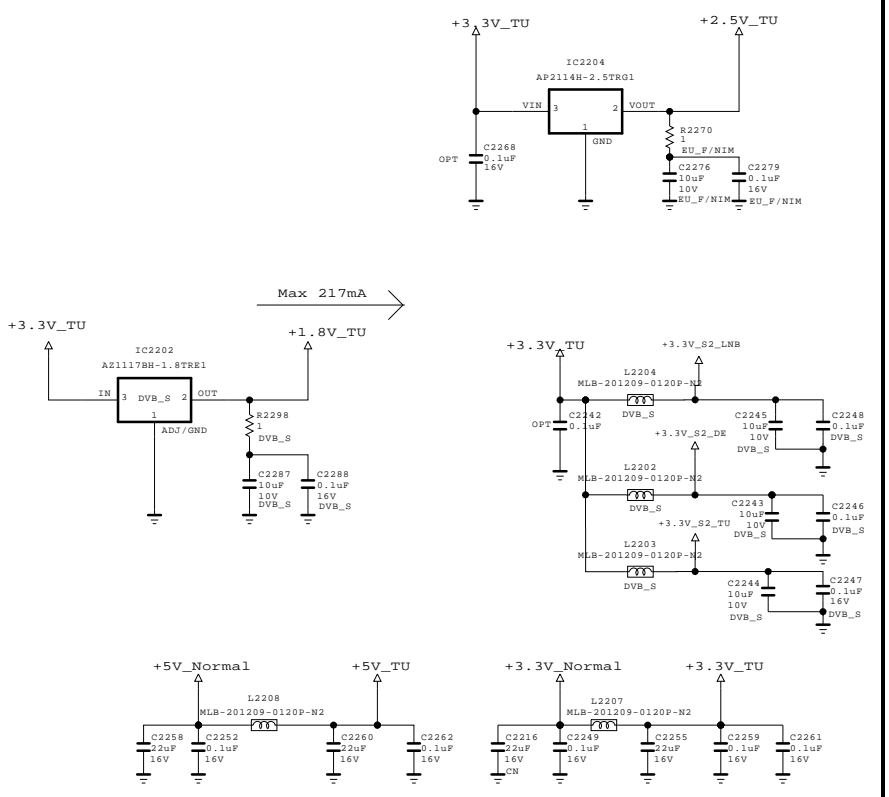 +3.3V_TU
+2.5V_TU
IC2204
AP2114H-2.5TRG1
VIN 3 2 VOUT
1
GND
R2270
1
EU_F/NIM
OPT
C2268
0.1uF
16V
C2276
10uF
10V
EU_F/NIM
C2279
0.1uF
16V
EU_F/NIM
Max 217mA
+3.3V_TU
+1.8V_TU
IC2202
AZ1117BH-1.8TRE1
IN 3 DVB_S 2 OUT
1
ADJ/GND
R2298
1
DVB_S
C2287
10uF
10V
DVB_S
C2288
0.1uF
16V
DVB_S
+3.3V_TU
+3.3V_S2_LNB
L2204
MLB-201209-0120P-N2
DVB_S
OPT
C2242
0.1uF
C2245
10uF
10V
DVB_S
C2248
0.1uF
DVB_S
+3.3V_S2_DE
L2202
MLB-201209-0120P-N2
DVB_S
C2243
10uF
10V
DVB_S
C2246
0.1uF
DVB_S
+3.3V_S2_TU
L2203
MLB-201209-0120P-N2
DVB_S
C2244
10uF
10V
DVB_S
C2247
0.1uF
16V
DVB_S
+5V_Normal
+5V_TU
L2208
MLB-201209-0120P-N2
C2258
22uF
16V
C2252
0.1uF
16V
C2260
22uF
16V
C2262
0.1uF
16V
+3.3V_Normal
+3.3V_TU
L2207
MLB-201209-0120P-N2
C2216
22uF
16V
CN
C2249
0.1uF
16V
C2255
22uF
16V
C2259
0.1uF
16V
C2261
0.1uF
16V